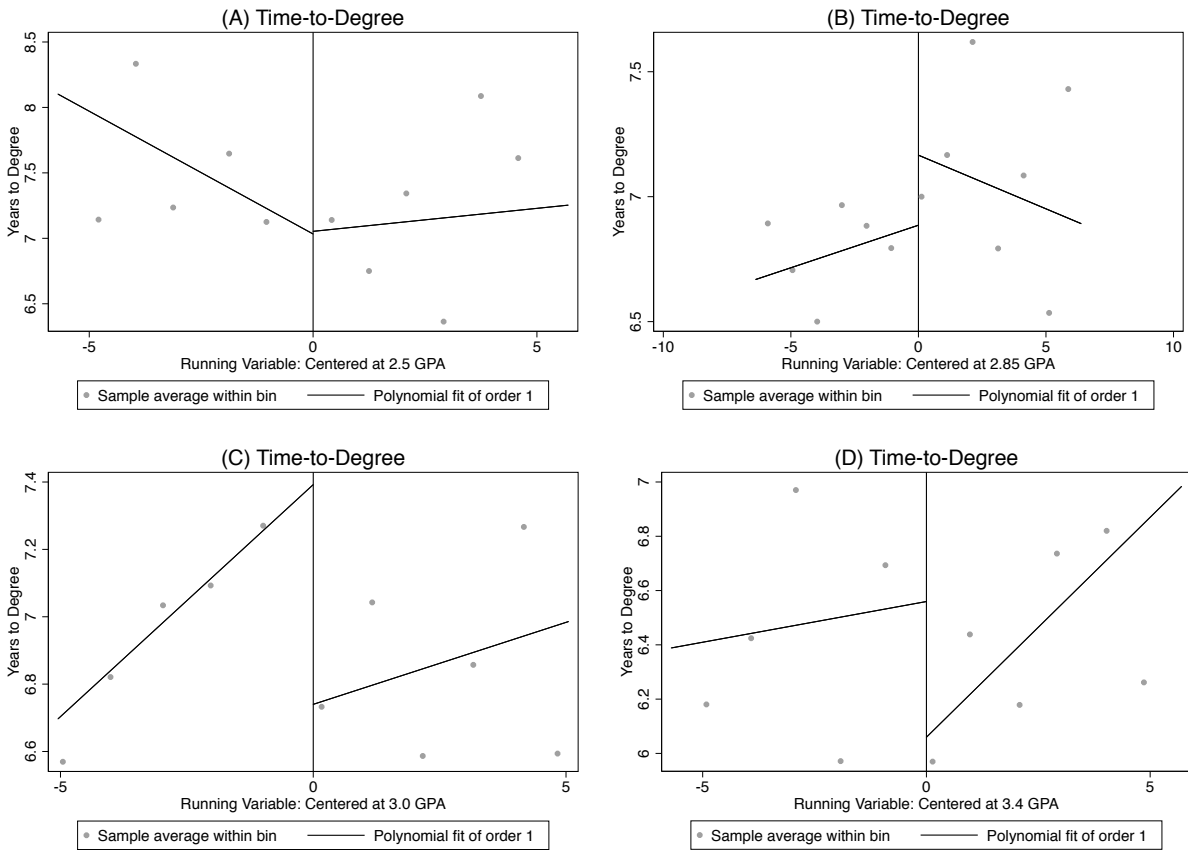 (A) Time-to-Degree
Years to Degree
8.5
8
7.5
7
6.5
-5 0 5
Running Variable: Centered at 2.5 GPA
Sample average within bin Polynomial fit of order 1
(B) Time-to-Degree
Years to Degree
7.5
7
6.5
-10 -5 0 5 10
Running Variable: Centered at 2.85 GPA
Sample average within bin Polynomial fit of order 1
(C) Time-to-Degree
Years to Degree
7.4
7.2
7
6.8
6.6
-5 0 5
Running Variable: Centered at 3.0 GPA
Sample average within bin Polynomial fit of order 1
(D) Time-to-Degree
Years to Degree
7
6.8
6.6
6.4
6.2
6
-5 0 5
Running Variable: Centered at 3.4 GPA
Sample average within bin Polynomial fit of order 1